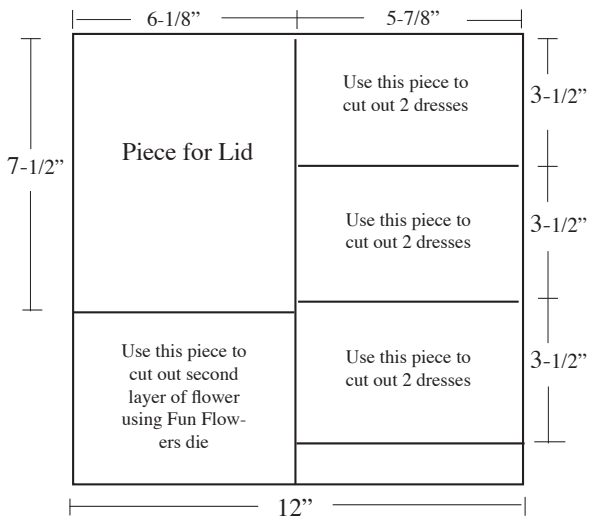 6-1/8” 5-7/8”
Use this piece to
cut out 2 dresses
3-1/2”
Piece for Lid
7-1/2”
Use this piece to
cut out 2 dresses
3-1/2”
Use this piece to
cut out second
layer of flower
using Fun Flow-
ers die
Use this piece to
cut out 2 dresses
3-1/2”
12”